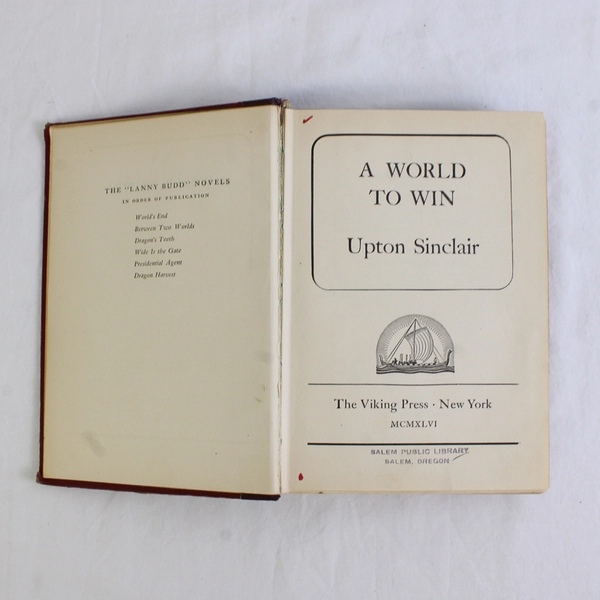 THE "LANNY BUDD" NOVELS
IN ORDER OF PUBLICATION
World's End
Between Two Worlds
Dragon's Teeth
Wide Is the Gate
Presidential Agent
Dragon Harvest
A WORLD
TO WIN
Upton Sinclair
The Viking Press · New York
MCMXLVI
SALEM PUBLIC LIBRARY
SALEM, OREGON